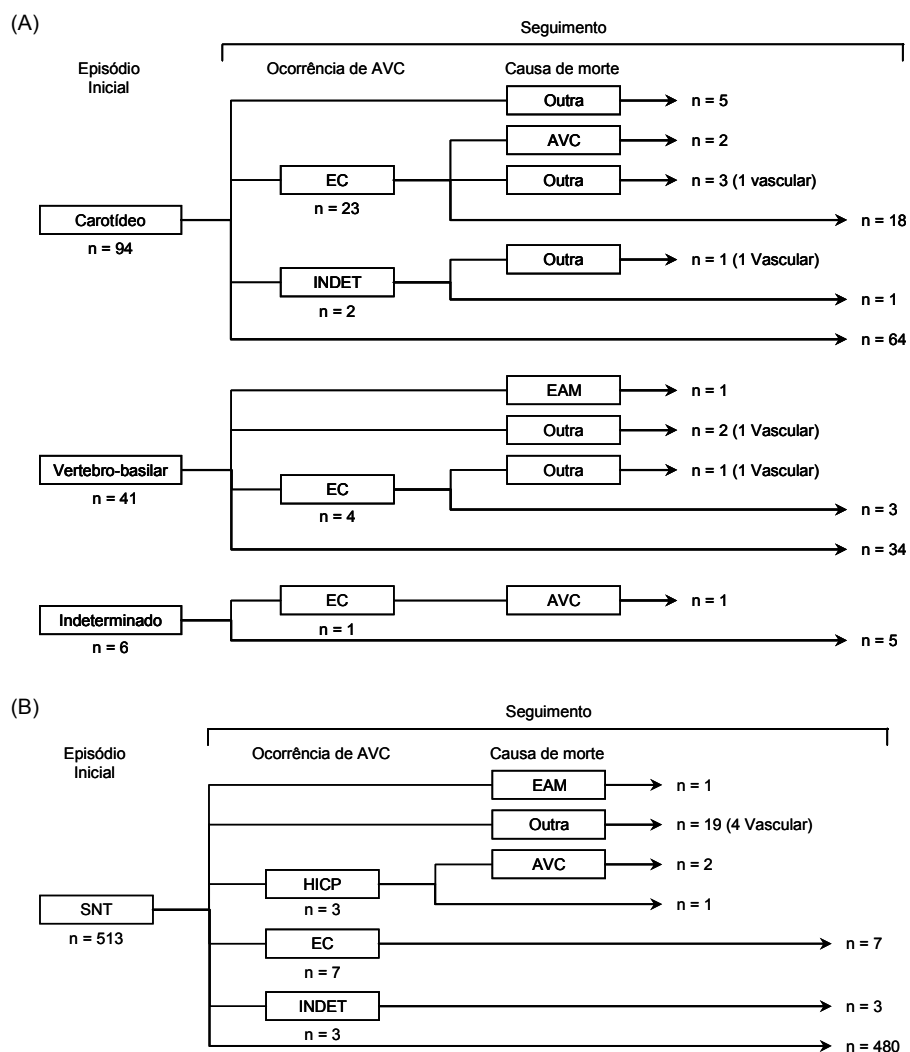 (A)
Seguimento
Episódio
Inicial
Ocorrência de AVC
Causa de morte
Outra
n = 5
AVC
n = 2
EC
n = 23
Outra
n = 3 (1 vascular)
Carotídeo
n = 94
n = 18
Outra
n = 1 (1 Vascular)
INDET
n = 2
n = 1
n = 64
EAM
n = 1
Outra
n = 2 (1 Vascular)
Vertebro-basilar
n = 41
Outra
n = 1 (1 Vascular)
EC
n = 4
n = 3
n = 34
EC
n = 1
AVC
n = 1
Indeterminado
n = 6
n = 5
(B)
Seguimento
Episódio
Inicial
Ocorrência de AVC
Causa de morte
EAM
n = 1
Outra
n = 19 (4 Vascular)
AVC
n = 2
HICP
n = 3
n = 1
SNT
n = 513
EC
n = 7
n = 7
INDET
n = 3
n = 3
n = 480